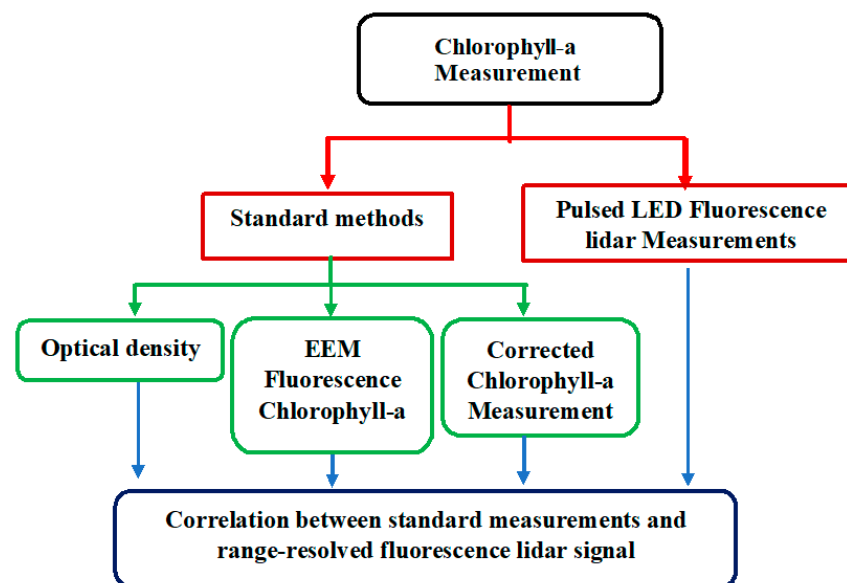 Chlorophyll-a
Measurement
Standard methods
Pulsed LED Fluorescence
lidar Measurements
Optical density
EEM
Fluorescence
Chlorophyll-a
Corrected
Chlorophyll-a
Measurement
Correlation between standard measurements and
range-resolved fluorescence lidar signal